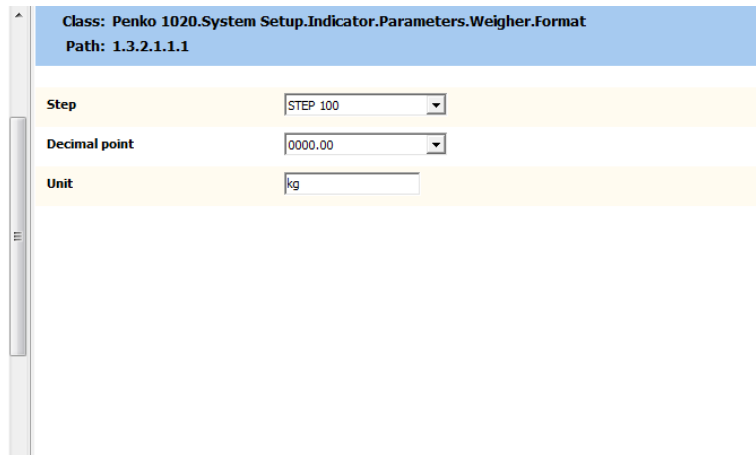 Class: Penko 1020.System Setup.Indicator.Parameters.Weigher.Format
Path: 1.3.2.1.1.1
Step STEP 100
Decimal point 0000.00
Unit kg